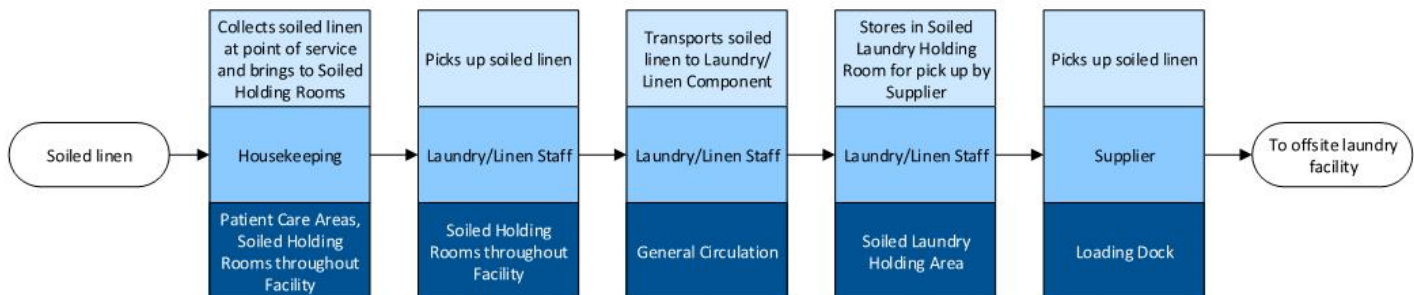 Soiled linen
Collects soiled linen
at point of service
and brings to Soiled
Holding Rooms
Housekeeping
Patient Care Areas,
Soiled Holding
Rooms throughout
Facility
Picks up soiled linen
Laundry/Linen Staff
Soiled Holding
Rooms throughout
Facility
Transports soiled
linen to Laundry/
Linen Component
Laundry/Linen Staff
General Circulation
Stores in Soiled
Laundry Holding
Room for pick up by
Supplier
Laundry/Linen Staff
Soiled Laundry
Holding Area
Picks up soiled linen
Supplier
Loading Dock
To offsite laundry
facility